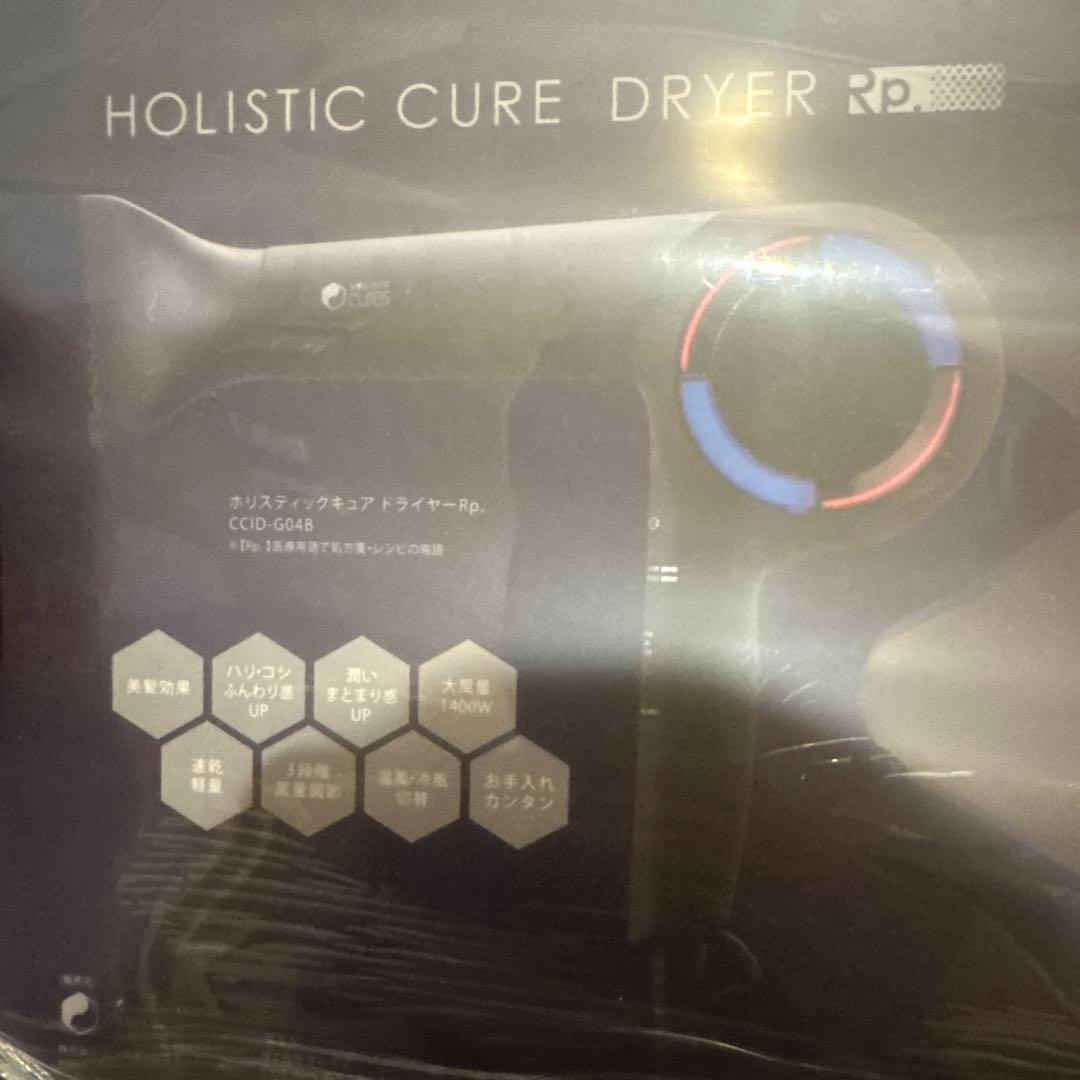 HOLISTIC CURE DRYER Rp.
CURES
ホリスティックキュア ドライヤーRp.
CCID-G04B
※【Rp.】医療用語で処方箋・レシピの略語
美髪効果
ハリ・コシ
ふんわり感
UP
潤い
まとまり感
UP
大風量
1400W
速乾
軽量
3段階
風量調節
温風・冷風
切替
お手入れ
カンタン